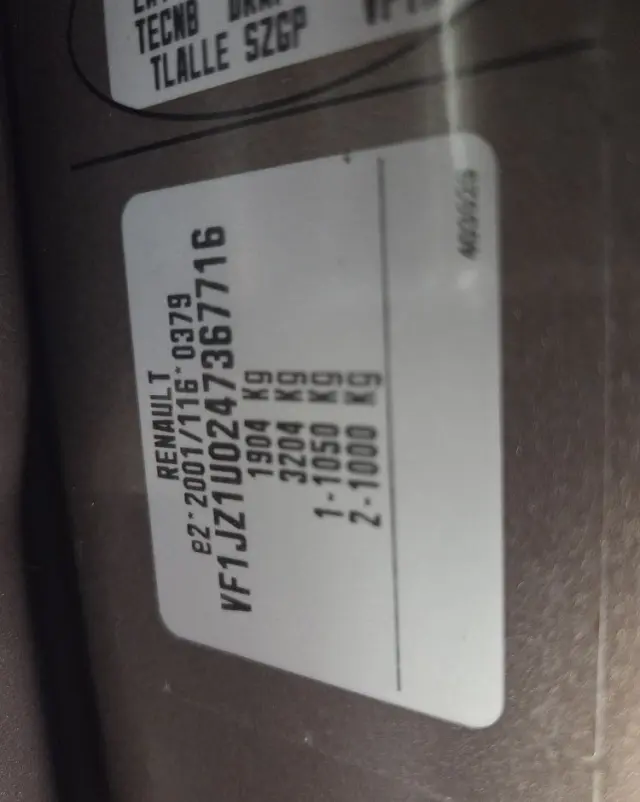 TECNB
TLALLE SZGP
RENAULT
e2*2001/116*0379
VF1JZ1U0247367716
1904 Kg
3204 Kg
1-1050 Kg
2-1000 Kg